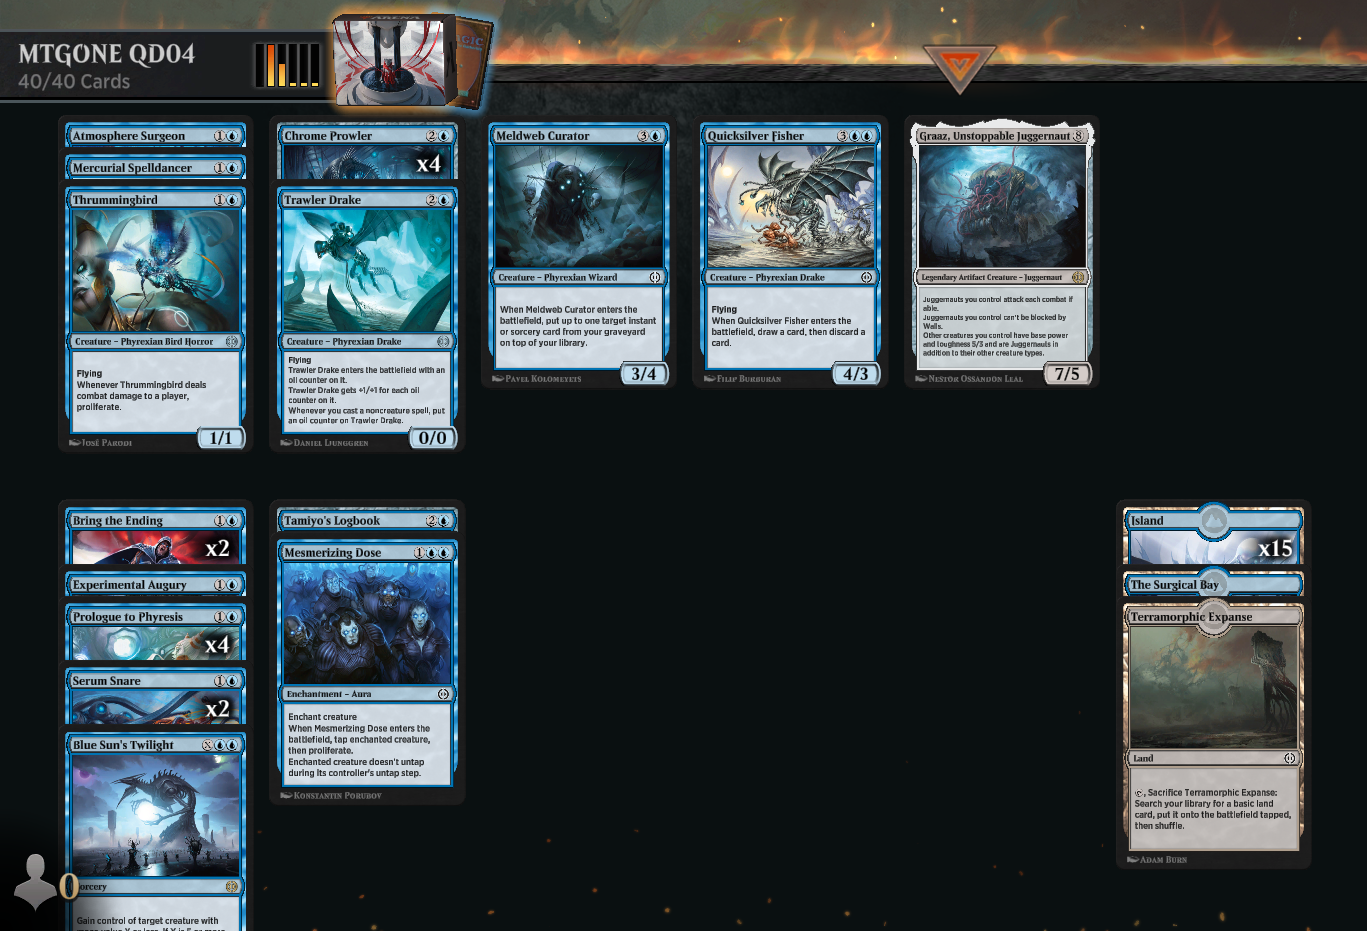 MTGONE QD04
40/40 Cards
ARENA
GIC
Atmosphere Surgeon 1
Mercurial Spelldancer 1
Thrummingbird 1
Creature – Phyrexian Bird Horror
Flying
Whenever Thrummingbird deals
combat damage to a player,
proliferate.
1/1
José Parodi
Chrome Prowler 2
x4
Trawler Drake 2
Creature – Phyrexian Drake
Flying
Trawler Drake enters the battlefield with an
oil counter on it.
Trawler Drake gets +1/+1 for each oil
counter on it.
Whenever you cast a noncreature spell, put
an oil counter on Trawler Drake.
0/0
Daniel Ljunggren
Meldweb Curator 3
Creature – Phyrexian Wizard
When Meldweb Curator enters the
battlefield, put up to one target instant
or sorcery card from your graveyard
on top of your library.
3/4
Pavel Kolomeyets
Quicksilver Fisher 3
Creature – Phyrexian Drake
Flying
When Quicksilver Fisher enters the
battlefield, draw a card, then discard a
card.
4/3
Filip Burburan
Graaz, Unstoppable Juggernaut 8
Legendary Artifact Creature – Juggernaut
Juggernauts you control attack each combat if
able.
Juggernauts you control can't be blocked by
Walls.
Other creatures you control have base power
and toughness 5/3 and are Juggernauts in
addition to their other creature types.
7/5
Nestor Ossandon Leal
Bring the Ending 1
x2
Experimental Augury 1
Prologue to Phyresis 1
x4
Serum Snare 1
x2
Blue Sun's Twilight X
Sorcery
Gain control of target creature with
0
Tamiyo's Logbook 2
Mesmerizing Dose 1
Enchantment – Aura
Enchant creature
When Mesmerizing Dose enters the
battlefield, tap enchanted creature,
then proliferate.
Enchanted creature doesn't untap
during its controller's untap step.
Konstantin Porubov
Island
x15
The Surgical Bay
Terramorphic Expanse
Land
, Sacrifice Terramorphic Expanse:
Search your library for a basic land
card, put it onto the battlefield tapped,
then shuffle.
Adam Burn